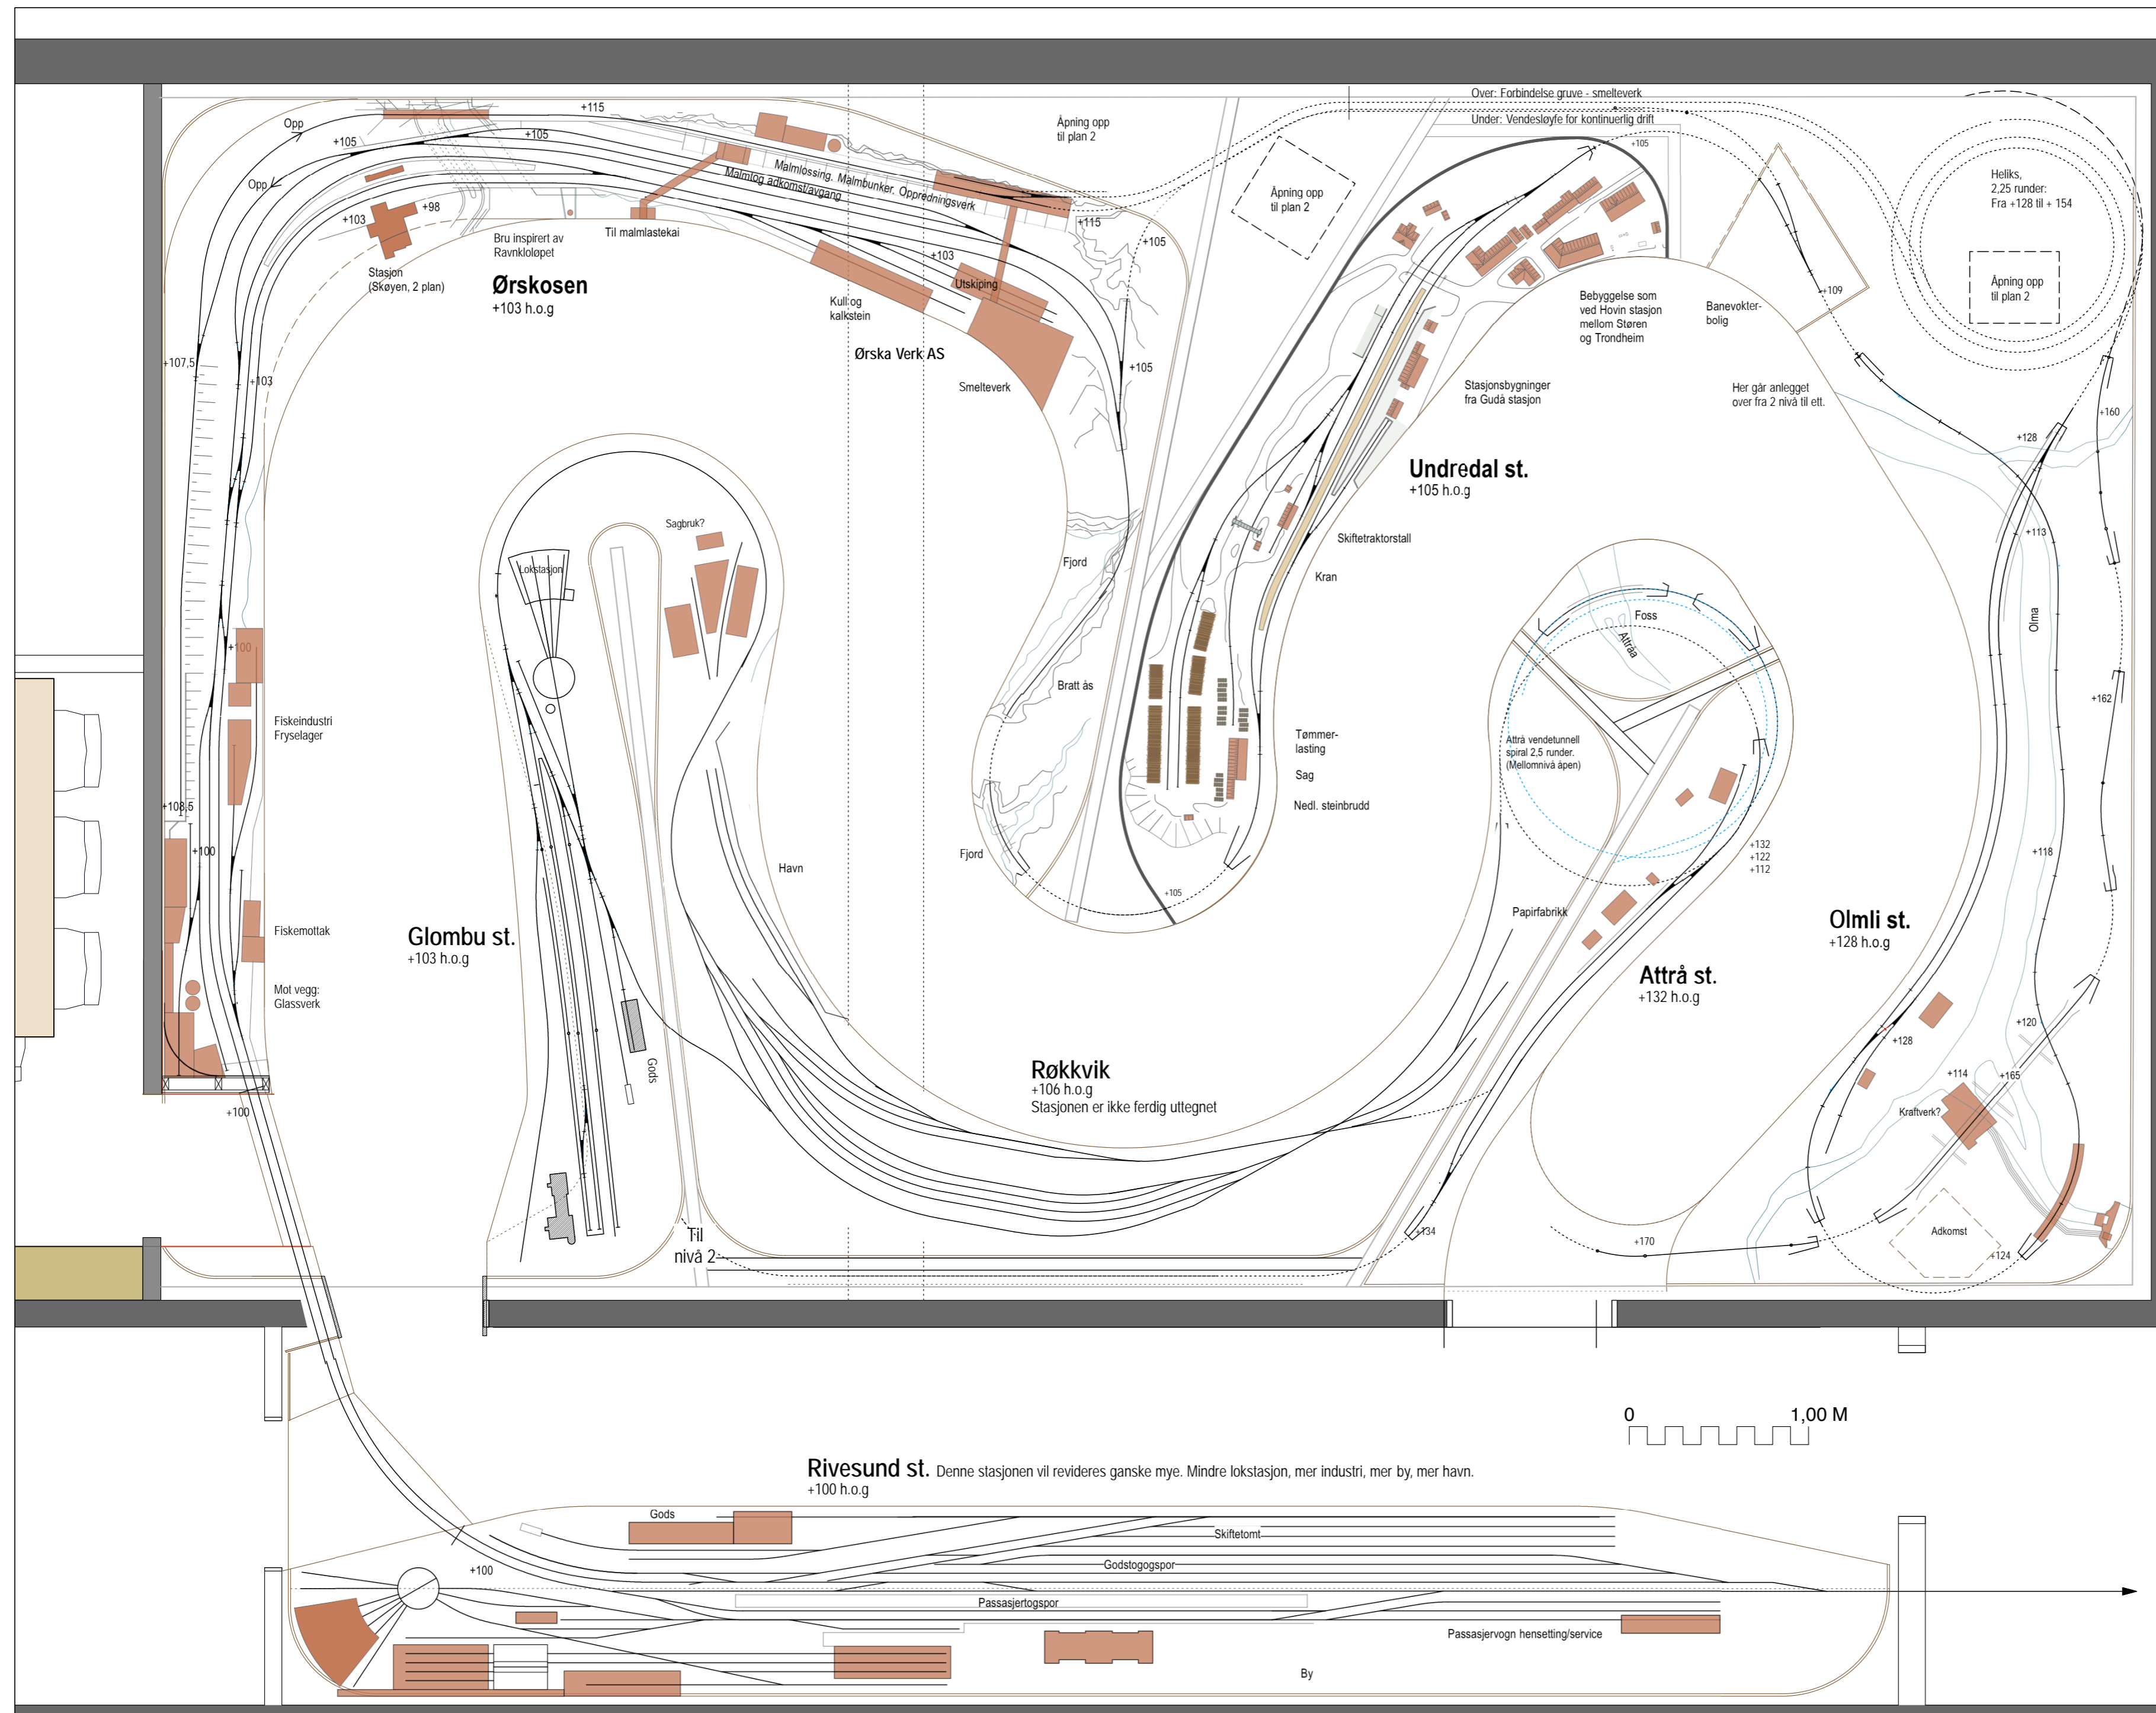 Over: Forbindelse gruve - smelteverk
Under: Vendesløyfe for kontinuerlig drift
+115
Opp
+105
+105
Opp
Åpning opp
til plan 2
Malmlossing. Malmbunker. Oppredningsverk
Malmtog adkomst/avgang
+98
+103
Bru inspirert av
Ravnkloløpet
Til malmlastekai
Stasjon
(Skøyen, 2 plan)
Ørskosen
+103 h.o.g
+115
+105
+103
Utskiping
Kull og
kalkstein
Ørska Verk AS
Smelteverk
+105
Åpning opp
til plan 2
+105
Bebyggelse som
ved Hovin stasjon
mellom Støren
og Trondheim
Banevokter-
bolig
+109
Heliks,
2,25 runder:
Fra +128 til + 154
Åpning opp
til plan 2
Her går anlegget
over fra 2 nivå til ett.
+160
+128
+113
Stasjonsbygninger
fra Gudå stasjon
Undredal st.
+105 h.o.g
Skiftetraktorstall
Kran
+107,5
+103
Sagbruk?
Lokstasjon
Fjord
Bratt ås
Fjord
Tømmer-
lasting
Sag
Nedl. steinbrudd
+105
Foss
Attråa
Attrå vendetunnell
spiral 2,5 runder.
(Mellomnivå åpen)
Olma
+162
+132
+122
+112
+118
+100
Fiskeindustri
Fryselager
+108,5
+100
Fiskemottak
Mot vegg:
Glassverk
+100
Glombu st.
+103 h.o.g
Havn
Gods
Røkkvik
+106 h.o.g
Stasjonen er ikke ferdig uttegnet
Papirfabrikk
Attrå st.
+132 h.o.g
Olmli st.
+128 h.o.g
+128
+120
+114
+165
Kraftverk?
Adkomst
+124
+170
+134
Til
nivå 2
0 1,00 M
Rivesund st. Denne stasjonen vil revideres ganske mye. Mindre lokstasjon, mer industri, mer by, mer havn.
+100 h.o.g
Gods
Skiftetomt
Godstogogspor
+100
Passasjertogspor
Passasjervogn hensetting/service
By